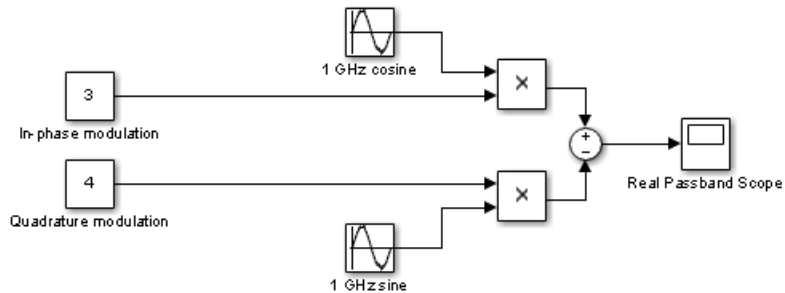 1 GHz cosine
×
3
In-phase modulation
+
−
Real Passband Scope
4
×
Quadrature modulation
1 GHz sine